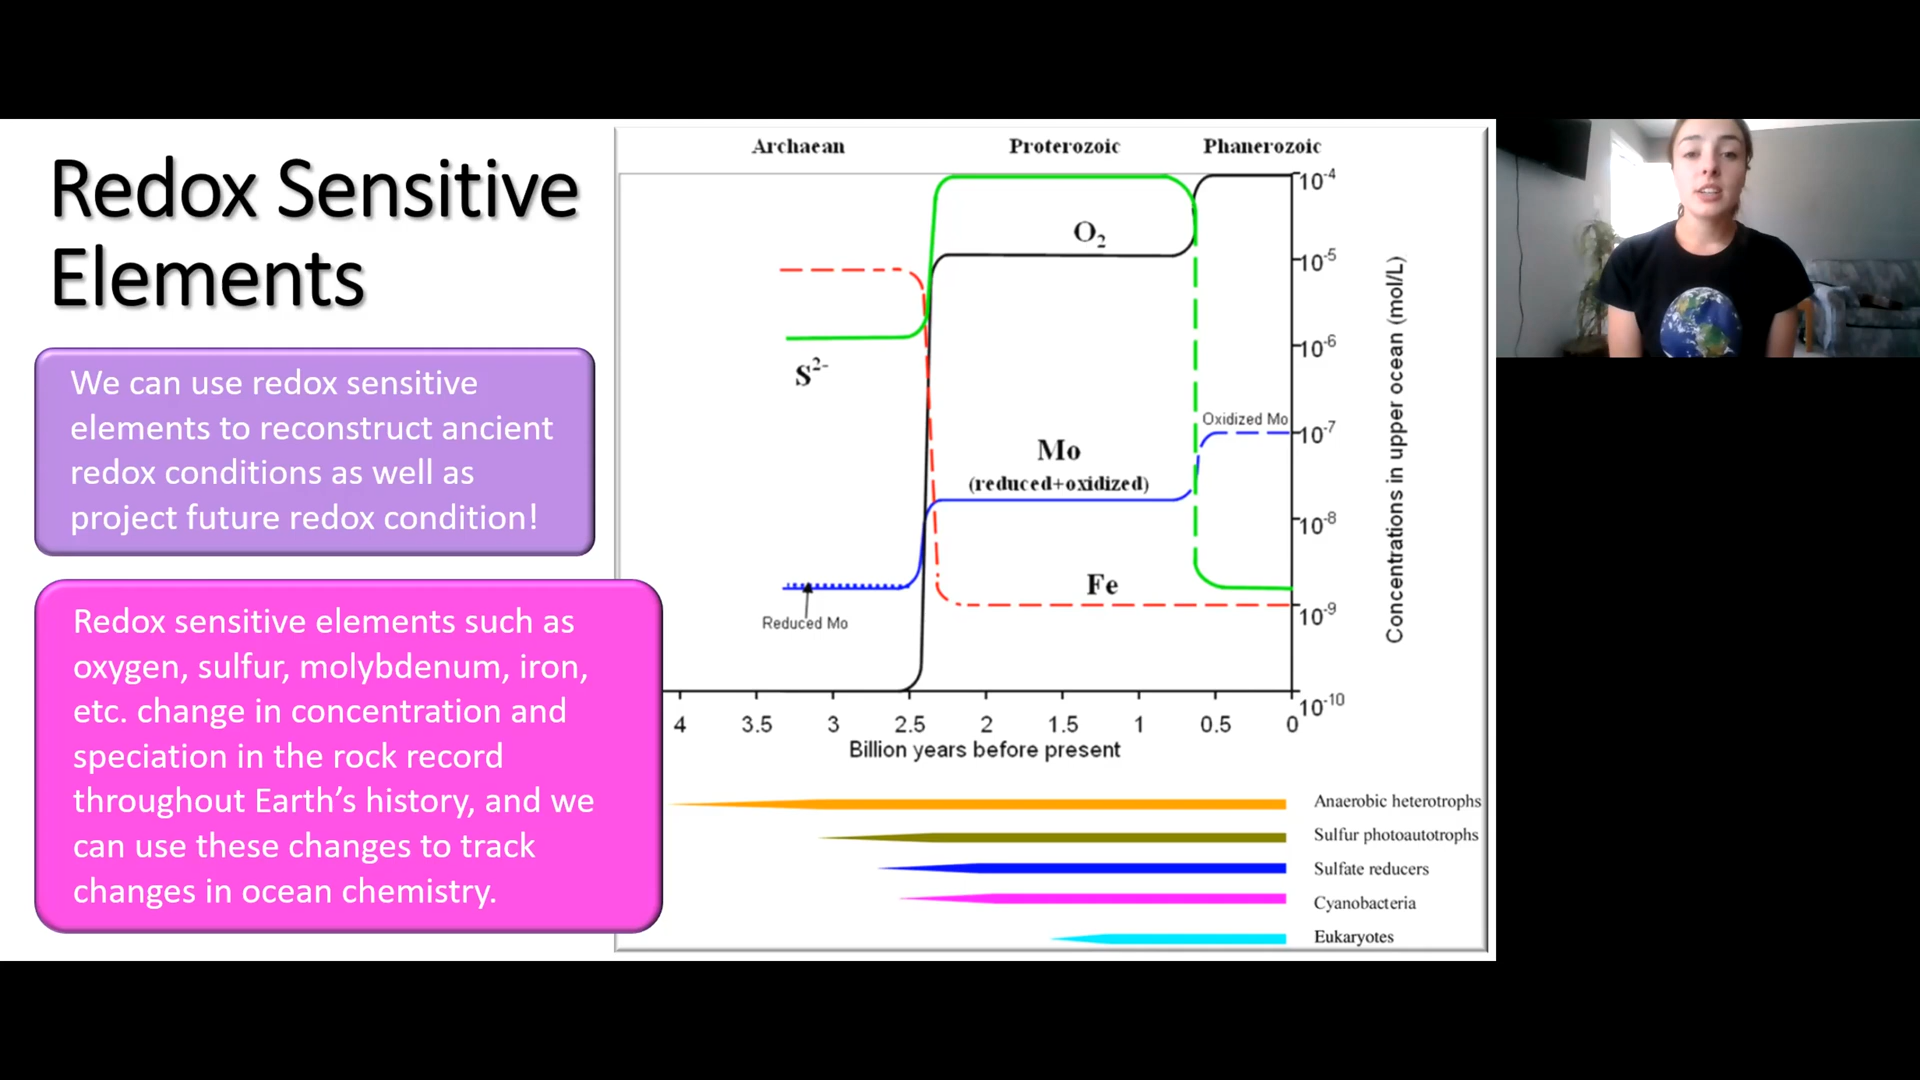 Redox Sensitive
Elements
We can use redox sensitive
elements to reconstruct ancient
redox conditions as well as
project future redox condition!
Redox sensitive elements such as
oxygen, sulfur, molybdenum, iron,
etc. change in concentration and
speciation in the rock record
throughout Earth’s history, and we
can use these changes to track
changes in ocean chemistry.
Archaean Proterozoic Phanerozoic
O2
S2-
Mo
(reduced+oxidized)
Oxidized Mo
Fe
Reduced Mo
10-4
10-5
10-6
10-7
10-8
10-9
10-10
Concentrations in upper ocean (mol/L)
4 3.5 3 2.5 2 1.5 1 0.5 0
Billion years before present
Anaerobic heterotrophs
Sulfur photoautotrophs
Sulfate reducers
Cyanobacteria
Eukaryotes